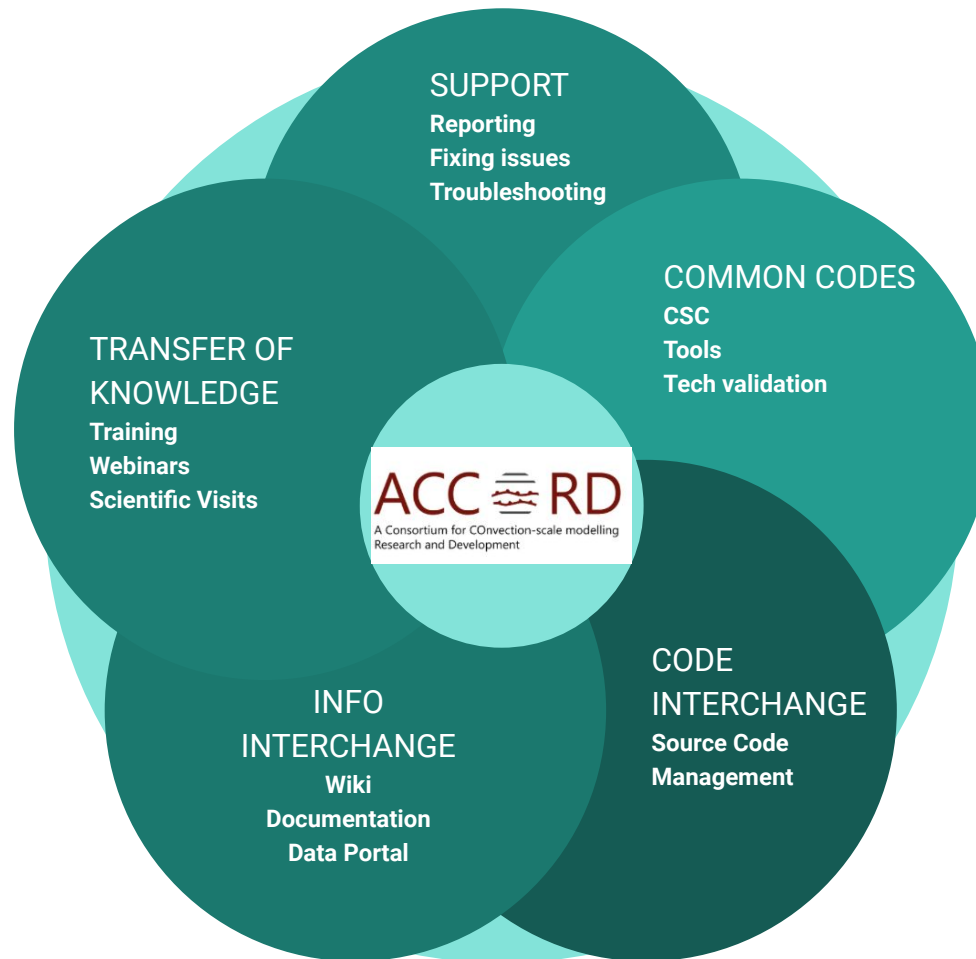 SUPPORT
Reporting
Fixing issues
Troubleshooting
COMMON CODES
CSC
Tools
Tech validation
TRANSFER OF
KNOWLEDGE
Training
Webinars
Scientific Visits
ACCORD
A Consortium for COnvection-scale modelling
Research and Development
CODE
INTERCHANGE
Source Code
Management
INFO
INTERCHANGE
Wiki
Documentation
Data Portal